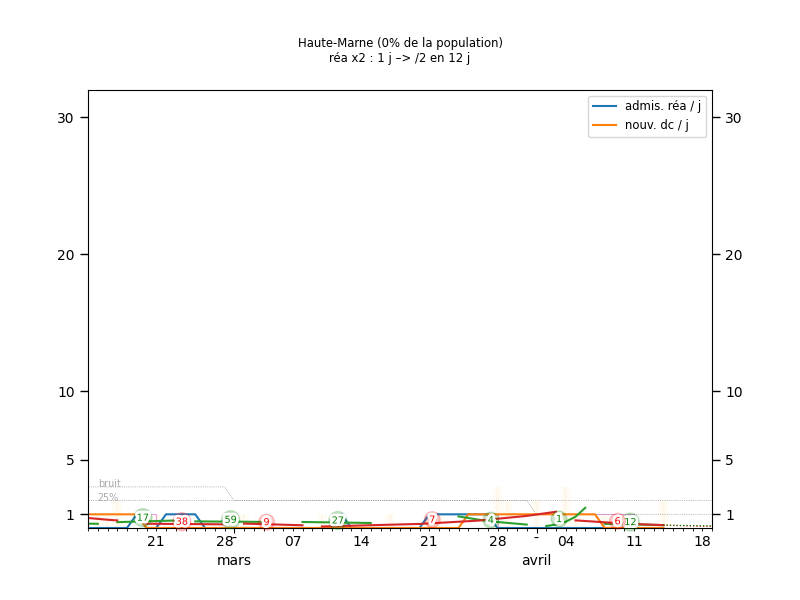 Haute-Marne (0% de la population)
réa x2 : 1 j –> /2 en 12 j
admis. réa / j
nouv. dc / j
30 30
20 20
10 10
5 5
bruit
25%
1 17 38 59 9 27 7 4 1 6 12 1
21 28 07 14 21 28 04 11 18
mars avril